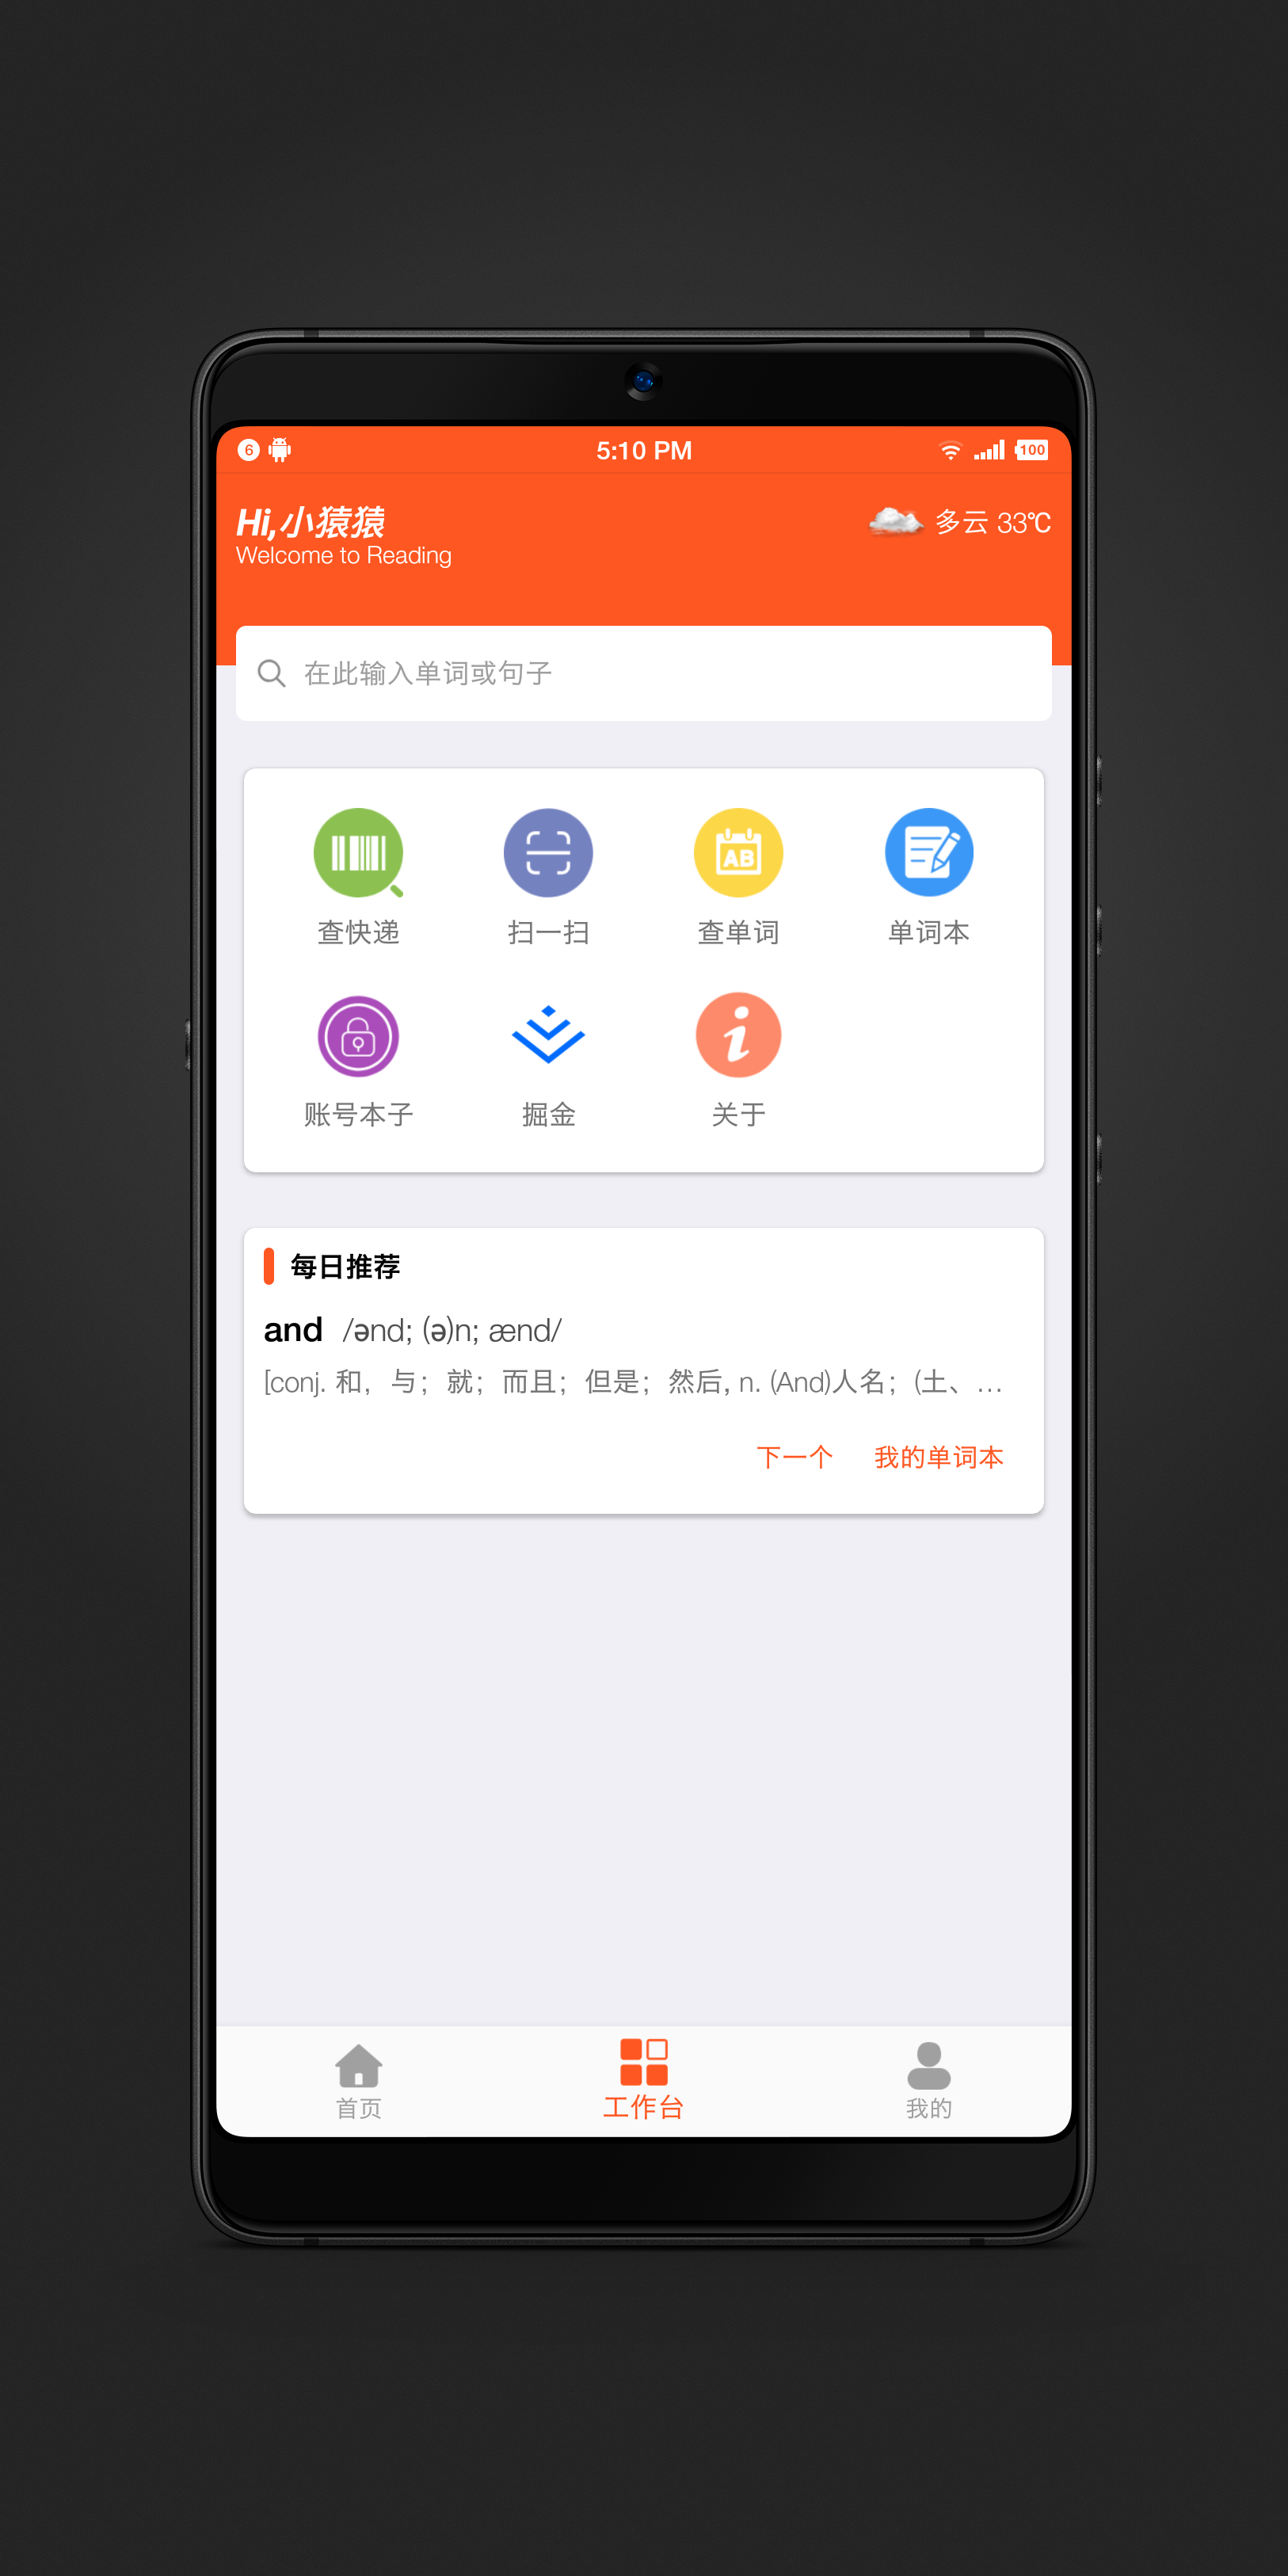 6 5:10 PM 100
Hi,小猿猿
多云 33℃
Welcome to Reading
在此输入单词或句子
AB
查快递 扫一扫 查单词 单词本
账号本子 掘金 关于
每日推荐
and /ənd; (ə)n; ænd/
[conj. 和，与；就；而且；但是；然后, n. (And)人名；(土、...
下一个 我的单词本
首页 工作台 我的